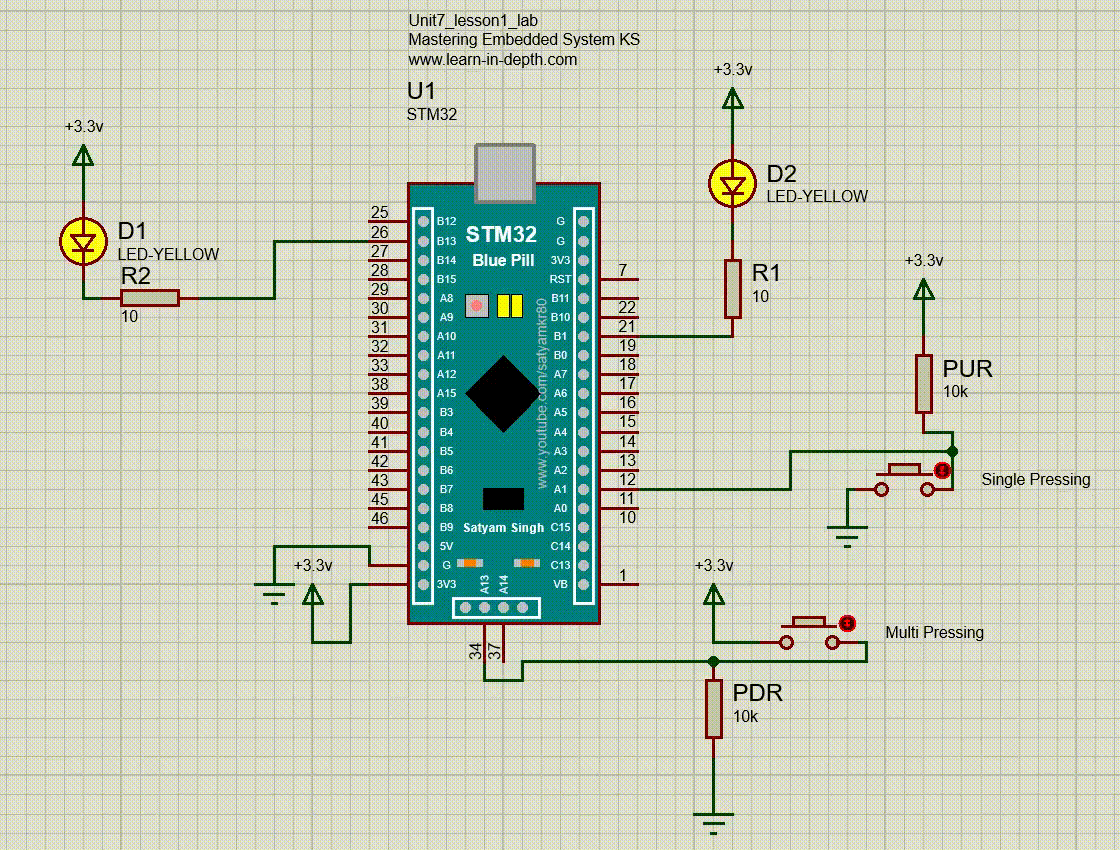 Unit7_lesson1_lab
Mastering Embedded System KS
www.learn-in-depth.com
U1
STM32
+3.3v
D1
LED-YELLOW
R2
10
+3.3v
D2
LED-YELLOW
R1
10
+3.3v
PUR
10k
Single Pressing
+3.3v
Multi Pressing
PDR
10k
+3.3v
STM32
Blue Pill
www.youtube.com/satyamkr80
Satyam Singh
25 B12
26 B13
27 B14
28 B15
29 A8
30 A9
31 A10
32 A11
33 A12
38 A15
39 B3
40 B4
41 B5
42 B6
43 B7
45 B8
46 B9
5V
G
3V3
G
G
3V3
RST 7
B11
B10 22
B1 21
B0 19
A7 18
A6 17
A5 16
A4 15
A3 14
A2 13
A1 12
A0 11
C15 10
C14
C13
VB 1
A13
A14
34
37